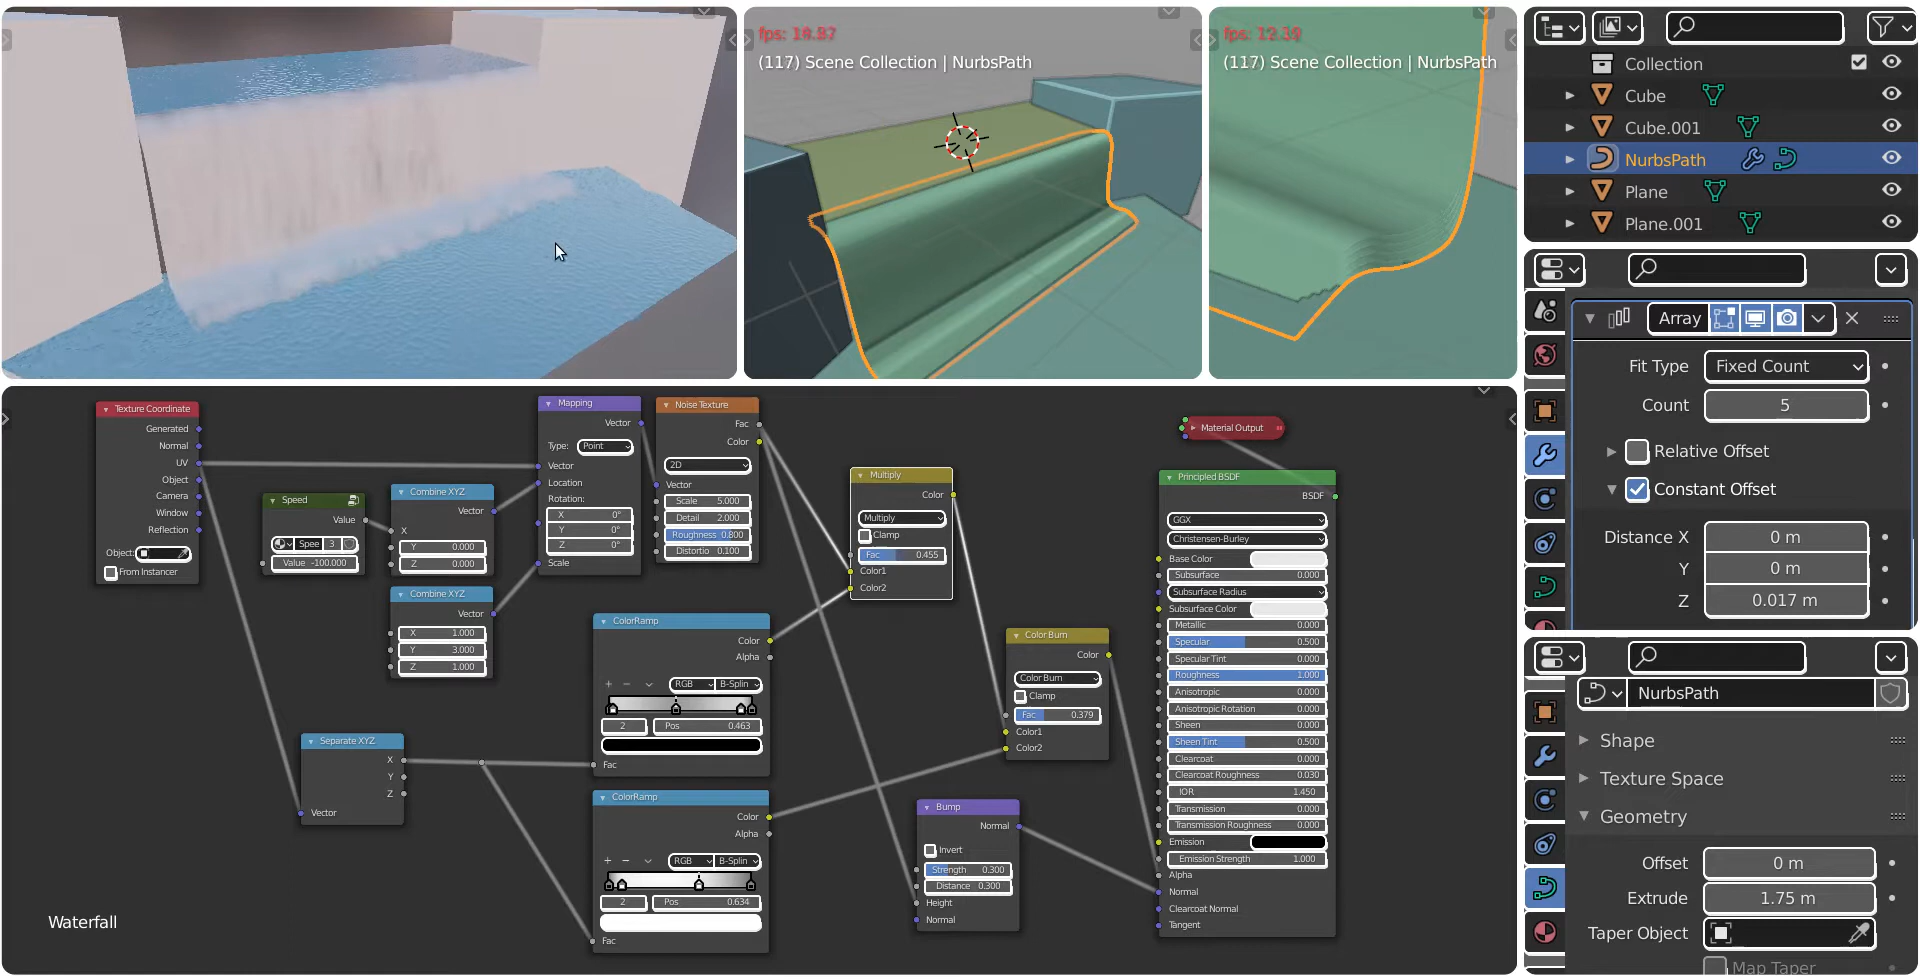 fps: 14.87
(117) Scene Collection | NurbsPath
fps: 12.19
(117) Scene Collection | NurbsPath
Collection
Cube
Cube.001
NurbsPath
Plane
Plane.001
Array
Fit Type Fixed Count
Count 5
Relative Offset
Constant Offset
Distance X 0 m
Y 0 m
Z 0.017 m
NurbsPath
Shape
Texture Space
Geometry
Offset 0 m
Extrude 1.75 m
Taper Object
Map Taper
Texture Coordinate
Generated
Normal
UV
Object
Camera
Window
Reflection
Object:
From Instancer
Speed
Value
Spee 3
Value -100.000
Combine XYZ
Vector
X
Y 0.000
Z 0.000
Combine XYZ
Vector
X 1.000
Y 3.000
Z 1.000
Mapping
Vector
Type: Point
Vector
Location
Rotation:
X 0°
Y 0°
Z 0°
Scale
Noise Texture
Fac
Color
2D
Vector
Scale 5.000
Detail 2.000
Roughness 0.800
Distortio 0.100
Separate XYZ
X
Y
Z
Vector
ColorRamp
Color
Alpha
RGB B-Splin
2 Pos 0.463
Fac
ColorRamp
Color
Alpha
RGB B-Splin
2 Pos 0.634
Fac
Multiply
Color
Multiply
Clamp
Fac 0.455
Color1
Color2
Color Burn
Color
Color Burn
Clamp
Fac 0.379
Color1
Color2
Bump
Normal
Invert
Strength 0.300
Distance 0.300
Height
Normal
Material Output
Principled BSDF
BSDF
GGX
Christensen-Burley
Base Color
Subsurface 0.000
Subsurface Radius
Subsurface Color
Metallic 0.000
Specular 0.500
Specular Tint 0.000
Roughness 1.000
Anisotropic 0.000
Anisotropic Rotation 0.000
Sheen 0.000
Sheen Tint 0.500
Clearcoat 0.000
Clearcoat Roughness 0.030
IOR 1.450
Transmission 0.000
Transmission Roughness 0.000
Emission
Emission Strength 1.000
Alpha
Normal
Clearcoat Normal
Tangent
Waterfall